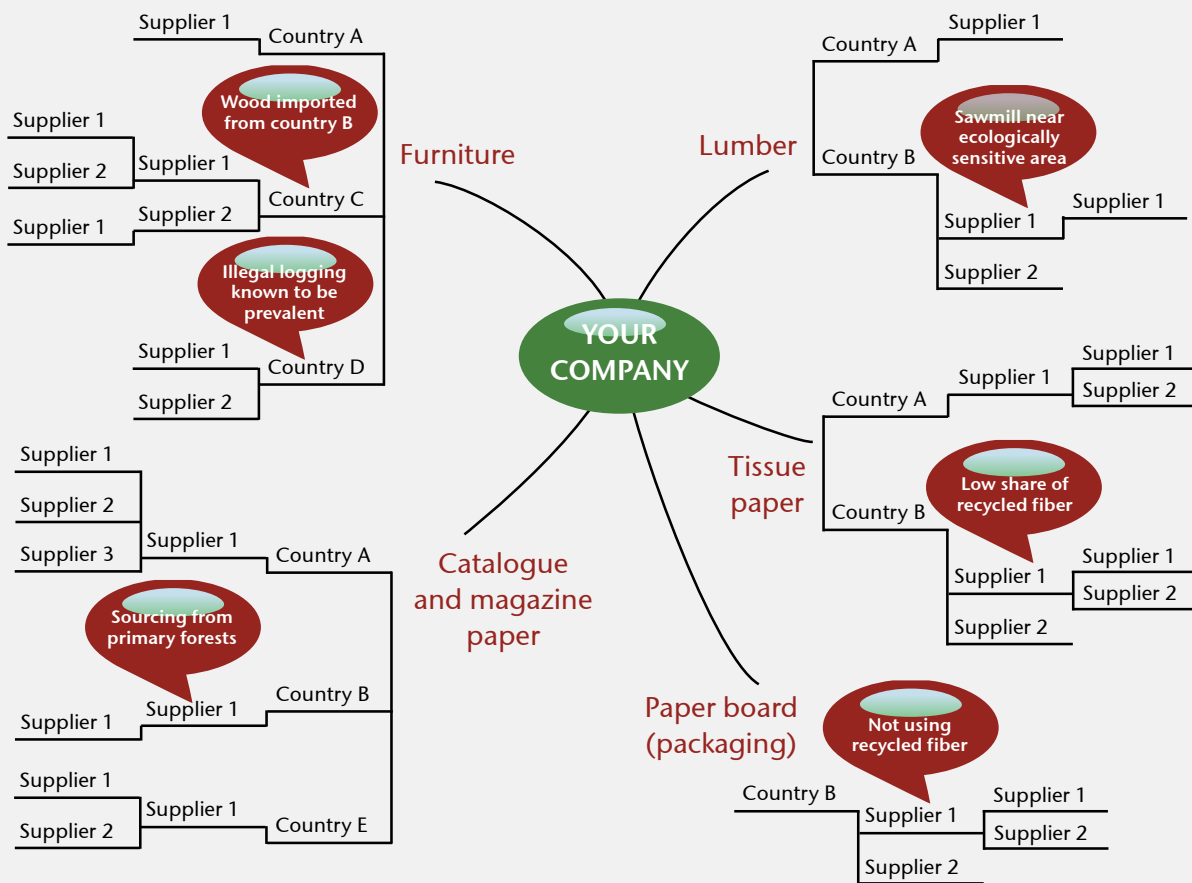 Supplier 1
Country A
Wood imported
from country B
Supplier 1
Supplier 2
Supplier 1
Supplier 1
Supplier 2
Country C
Illegal logging
known to be
prevalent
Supplier 1
Supplier 2
Country D
Furniture
Lumber
Country A
Supplier 1
Sawmill near
ecologically
sensitive area
Country B
Supplier 1
Supplier 1
Supplier 2
YOUR
COMPANY
Tissue
paper
Country A
Supplier 1
Supplier 1
Supplier 2
Low share of
recycled fiber
Country B
Supplier 1
Supplier 1
Supplier 2
Supplier 2
Catalogue
and magazine
paper
Supplier 1
Supplier 2
Supplier 3
Supplier 1
Country A
Sourcing from
primary forests
Supplier 1
Supplier 1
Country B
Supplier 1
Supplier 2
Supplier 1
Country E
Paper board
(packaging)
Not using
recycled fiber
Country B
Supplier 1
Supplier 1
Supplier 2
Supplier 2